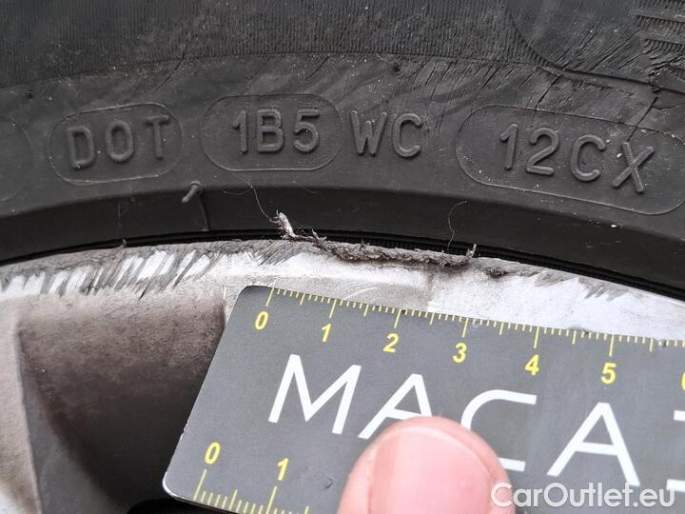 DOT 1B5 WC 12CX
0 1 2 3 4 5
MACA
0 1
CarOutlet.eu